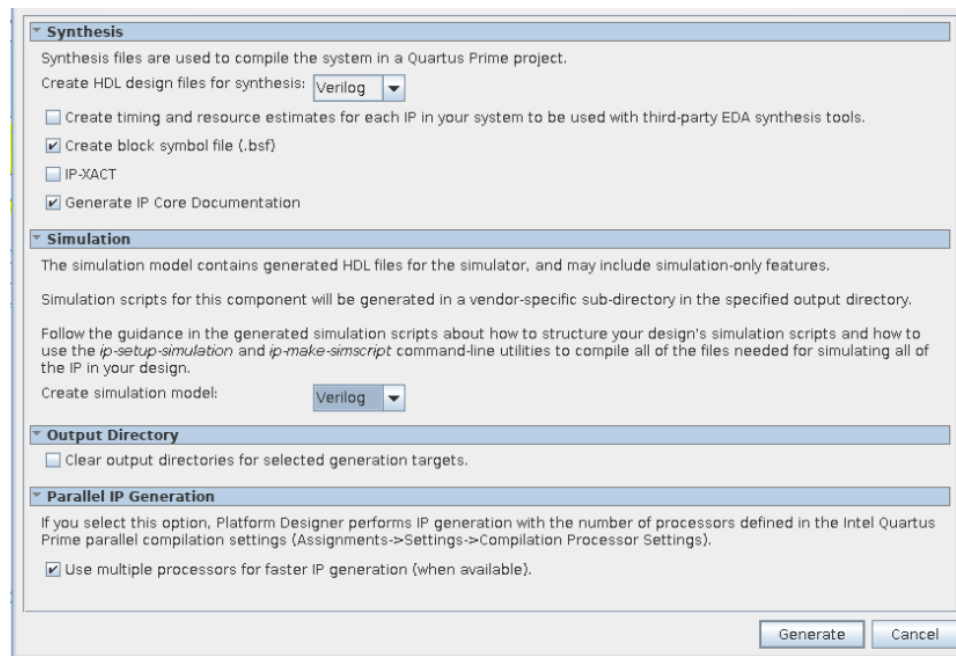 Synthesis
Synthesis files are used to compile the system in a Quartus Prime project.
Create HDL design files for synthesis: Verilog
Create timing and resource estimates for each IP in your system to be used with third-party EDA synthesis tools.
Create block symbol file (.bsf)
IP-XACT
Generate IP Core Documentation
Simulation
The simulation model contains generated HDL files for the simulator, and may include simulation-only features.
Simulation scripts for this component will be generated in a vendor-specific sub-directory in the specified output directory.
Follow the guidance in the generated simulation scripts about how to structure your design's simulation scripts and how to
use the ip-setup-simulation and ip-make-simscript command-line utilities to compile all of the files needed for simulating all of
the IP in your design.
Create simulation model: Verilog
Output Directory
Clear output directories for selected generation targets.
Parallel IP Generation
If you select this option, Platform Designer performs IP generation with the number of processors defined in the Intel Quartus
Prime parallel compilation settings (Assignments->Settings->Compilation Processor Settings).
Use multiple processors for faster IP generation (when available).
Generate Cancel